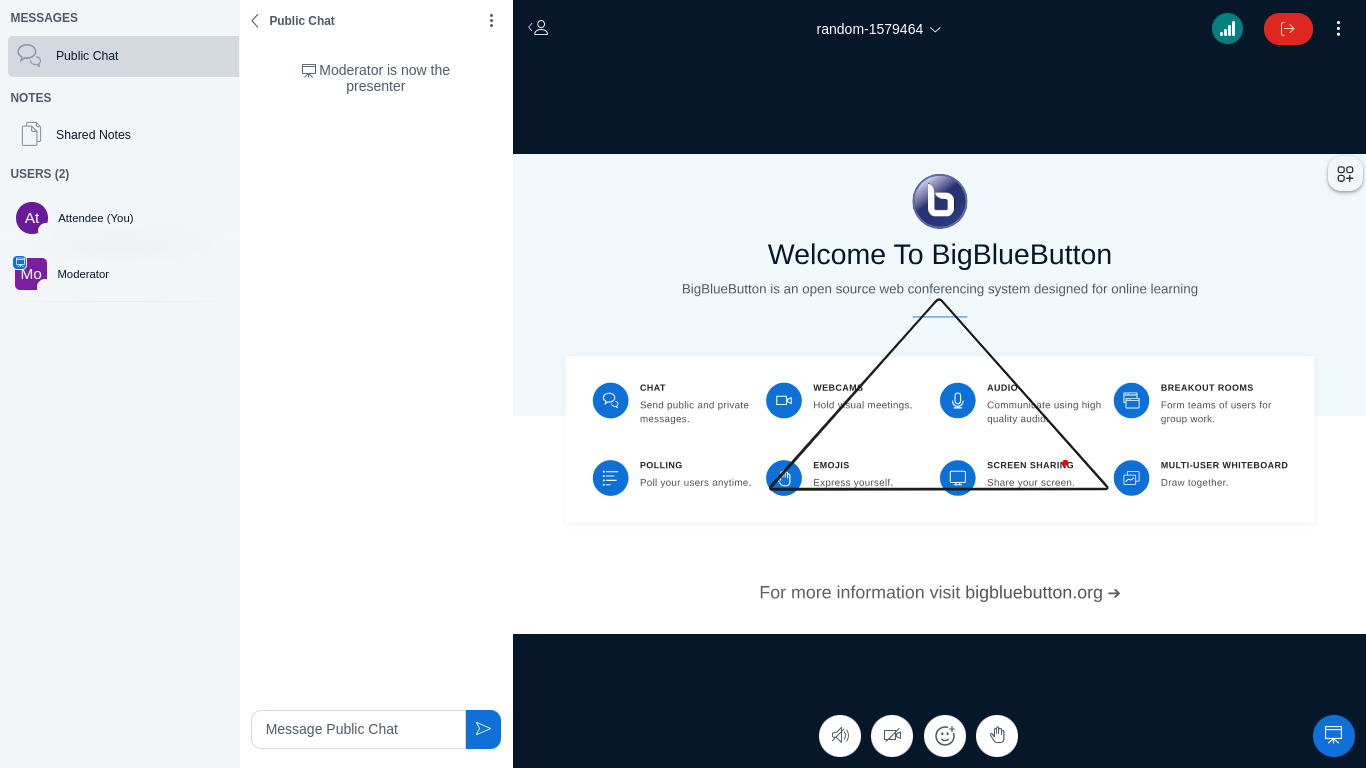 MESSAGES
Public Chat
NOTES
Shared Notes
USERS (2)
At
Attendee (You)
Mo
Moderator
Public Chat
Moderator is now the
presenter
Message Public Chat
random-1579464
Welcome To BigBlueButton
BigBlueButton is an open source web conferencing system designed for online learning
CHAT
Send public and private
messages.
WEBCAMS
Hold visual meetings.
AUDIO
Communicate using high
quality audio.
BREAKOUT ROOMS
Form teams of users for
group work.
POLLING
Poll your users anytime.
EMOJIS
Express yourself.
SCREEN SHARING
Share your screen.
MULTI-USER WHITEBOARD
Draw together.
For more information visit bigbluebutton.org →